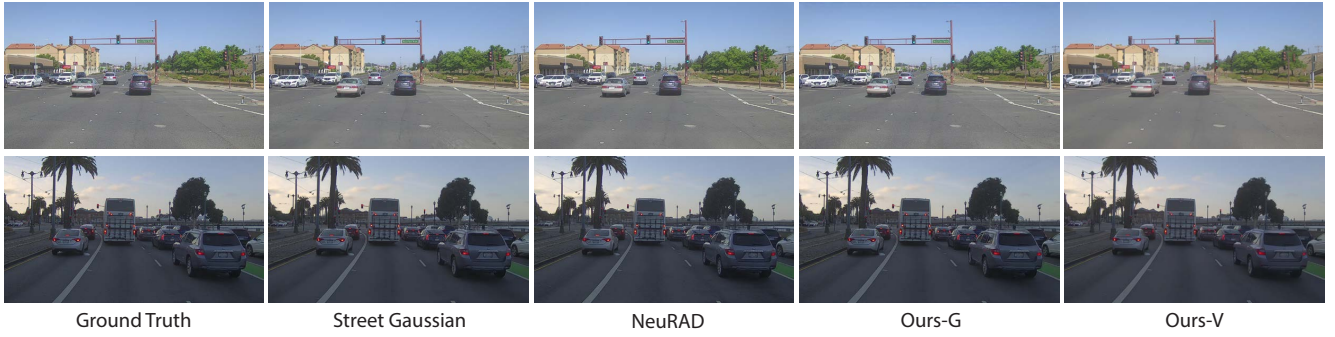 Ground Truth
Street Gaussian
NeuRAD
Ours-G
Ours-V